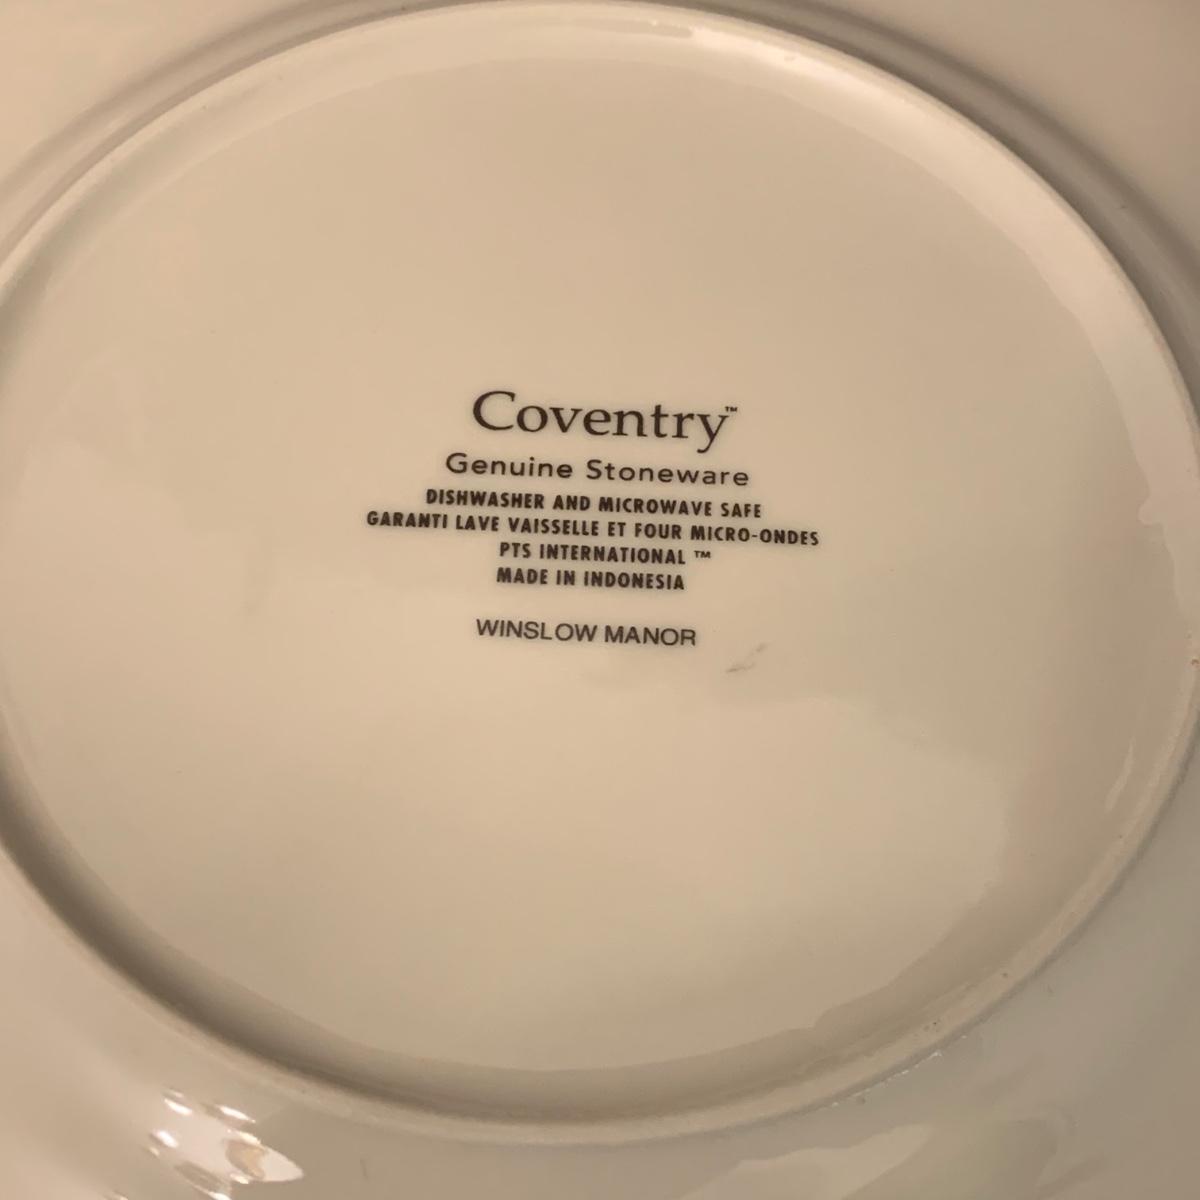 Coventry™
Genuine Stoneware
DISHWASHER AND MICROWAVE SAFE
GARANTI LAVE VAISSELLE ET FOUR MICRO-ONDES
PTS INTERNATIONAL ™
MADE IN INDONESIA
WINSLOW MANOR